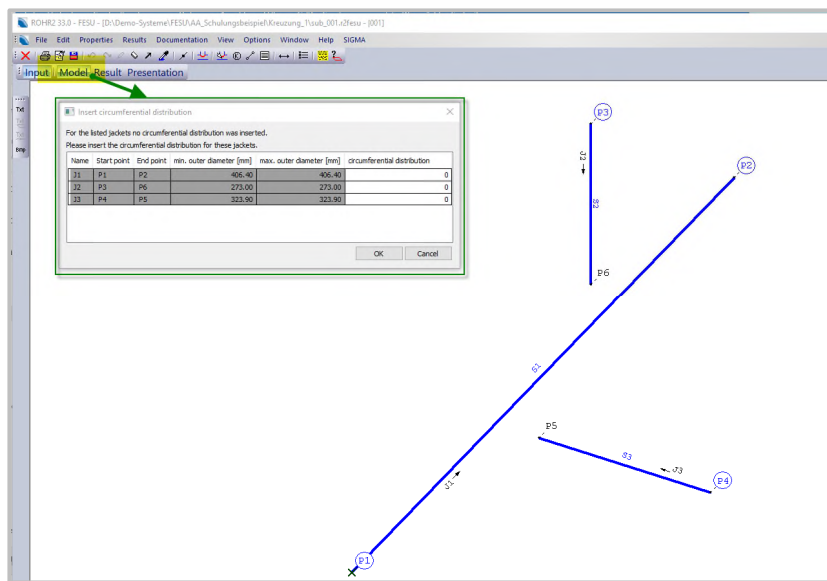 ROHR2 33.0 - FESU - [D:\Demo-Systeme\FESU\AA_Schulungsbeispiel\Kreuzung_1\sub_001.r2fesu - [001]
File Edit Properties Results Documentation View Options Window Help SIGMA
Input Model Result Presentation
Txt
Txt
Txt
Bmp
Insert circumferential distribution
For the listed jackets no circumferential distribution was inserted.
Please insert the circumferential distribution for these jackets.
Name Start point End point min. outer diameter [mm] max. outer diameter [mm] circumferential distribution
J1 P1 P2 406.40 406.40 0
J2 P3 P6 273.00 273.00 0
J3 P4 P5 323.90 323.90 0
OK Cancel
P3
J2
P2
S2
P6
S1
P5
S3
J3
P4
J1
P1